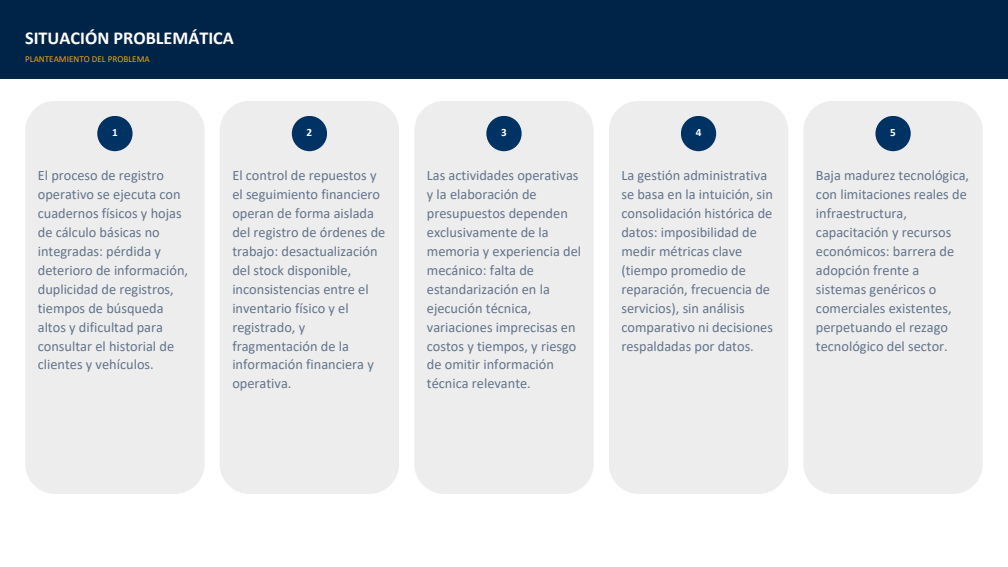 SITUACIÓN PROBLEMÁTICA
PLANTEAMIENTO DEL PROBLEMA
1
El proceso de registro
operativo se ejecuta con
cuadernos físicos y hojas
de cálculo básicas no
integradas: pérdida y
deterioro de información,
duplicidad de registros,
tiempos de búsqueda
altos y dificultad para
consultar el historial de
clientes y vehículos.
2
El control de repuestos y
el seguimiento financiero
operan de forma aislada
del registro de órdenes de
trabajo: desactualización
del stock disponible,
inconsistencias entre el
inventario físico y el
registrado, y
fragmentación de la
información financiera y
operativa.
3
Las actividades operativas
y la elaboración de
presupuestos dependen
exclusivamente de la
memoria y experiencia del
mecánico: falta de
estandarización en la
ejecución técnica,
variaciones imprecisas en
costos y tiempos, y riesgo
de omitir información
técnica relevante.
4
La gestión administrativa
se basa en la intuición, sin
consolidación histórica de
datos: imposibilidad de
medir métricas clave
(tiempo promedio de
reparación, frecuencia de
servicios), sin análisis
comparativo ni decisiones
respaldadas por datos.
5
Baja madurez tecnológica,
con limitaciones reales de
infraestructura,
capacitación y recursos
económicos: barrera de
adopción frente a
sistemas genéricos o
comerciales existentes,
perpetuando el rezago
tecnológico del sector.